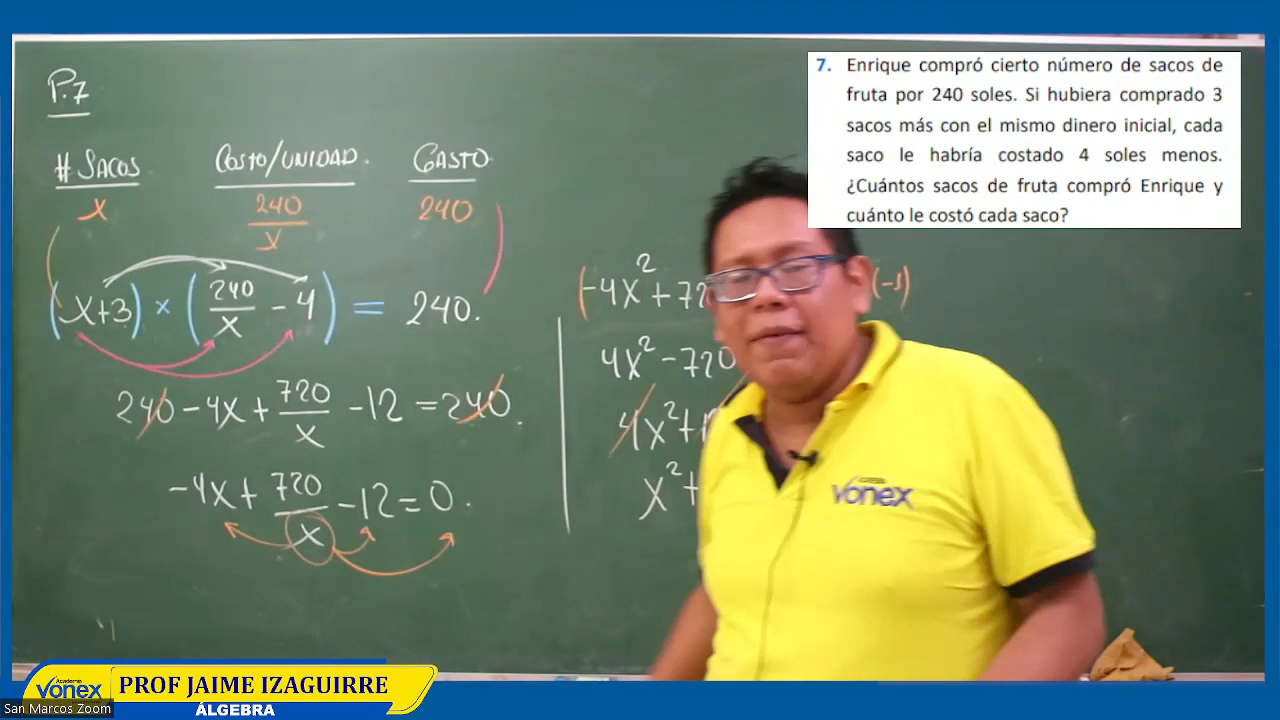 P.7
# SACOS COSTO/UNIDAD. GASTO
x 240/x 240
(x+3) × (240/x - 4) = 240.
240 - 4x + 720/x - 12 = 240.
-4x + 720/x - 12 = 0.
-4x² + 72
(-1)
4x² - 720
4x² +
x² +
7. Enrique compró cierto número de sacos de
fruta por 240 soles. Si hubiera comprado 3
sacos más con el mismo dinero inicial, cada
saco le habría costado 4 soles menos.
¿Cuántos sacos de fruta compró Enrique y
cuánto le costó cada saco?
vonex
Academia
vonex
PROF JAIME IZAGUIRRE
ÁLGEBRA
San Marcos Zoom